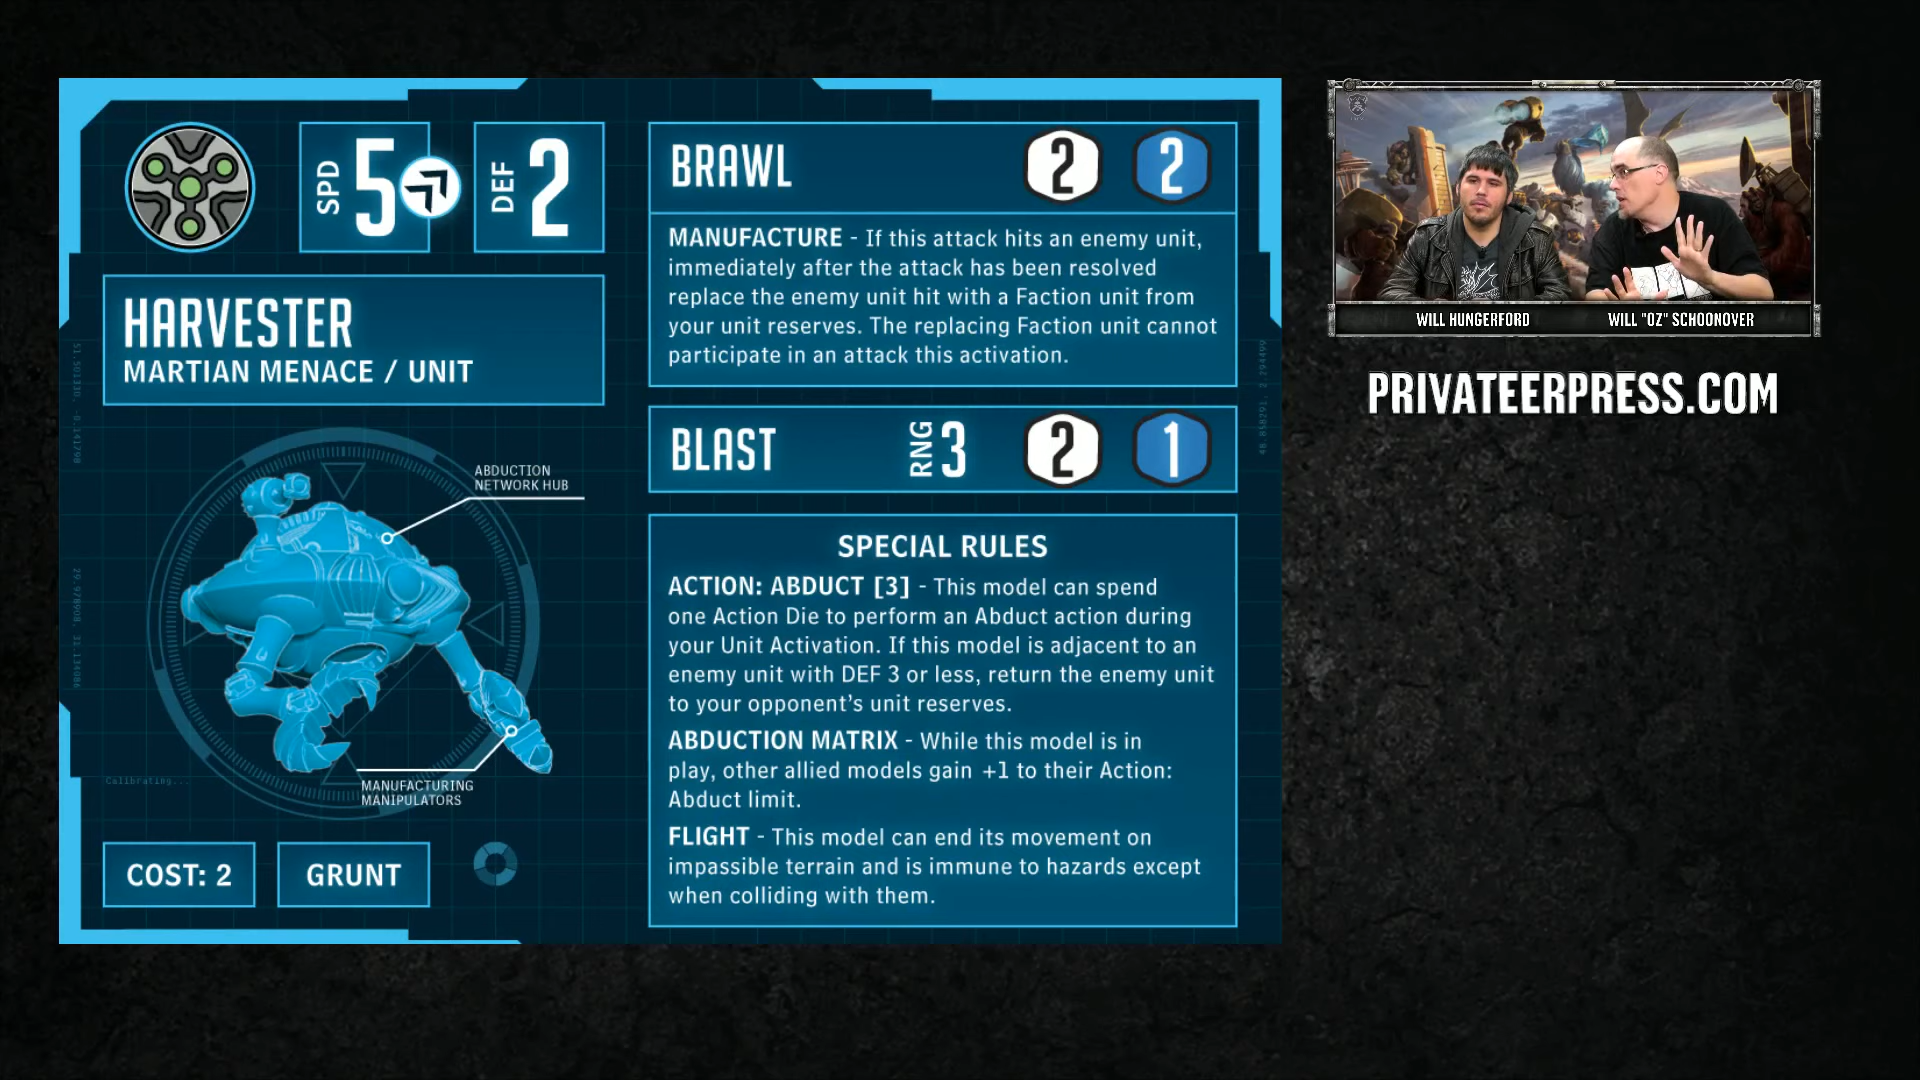 SPD 5
DEF 2
HARVESTER
MARTIAN MENACE / UNIT
ABDUCTION
NETWORK HUB
MANUFACTURING
MANIPULATORS
Calibrating...
COST: 2
GRUNT
BRAWL 2 2
MANUFACTURE - If this attack hits an enemy unit,
immediately after the attack has been resolved
replace the enemy unit hit with a Faction unit from
your unit reserves. The replacing Faction unit cannot
participate in an attack this activation.
BLAST RNG 3 2 1
SPECIAL RULES
ACTION: ABDUCT [3] - This model can spend
one Action Die to perform an Abduct action during
your Unit Activation. If this model is adjacent to an
enemy unit with DEF 3 or less, return the enemy unit
to your opponent's unit reserves.
ABDUCTION MATRIX - While this model is in
play, other allied models gain +1 to their Action:
Abduct limit.
FLIGHT - This model can end its movement on
impassible terrain and is immune to hazards except
when colliding with them.
WILL HUNGERFORD
WILL "OZ" SCHOONOVER
PRIVATEERPRESS.COM